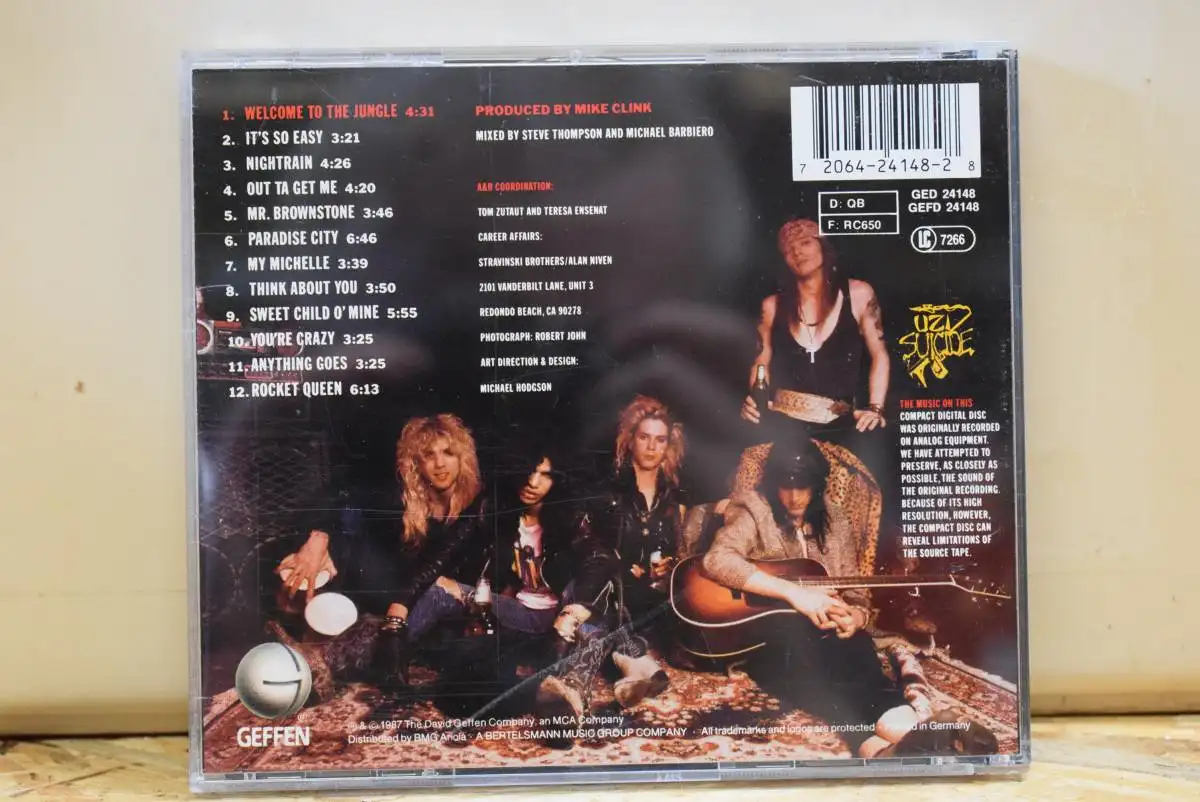 1. WELCOME TO THE JUNGLE 4:31
2. IT'S SO EASY 3:21
3. NIGHTRAIN 4:26
4. OUT TA GET ME 4:20
5. MR. BROWNSTONE 3:46
6. PARADISE CITY 6:46
7. MY MICHELLE 3:39
8. THINK ABOUT YOU 3:50
9. SWEET CHILD O' MINE 5:55
10. YOU'RE CRAZY 3:25
11. ANYTHING GOES 3:25
12. ROCKET QUEEN 6:13
PRODUCED BY MIKE CLINK
MIXED BY STEVE THOMPSON AND MICHAEL BARBIERO
A&R COORDINATION:
TOM ZUTAUT AND TERESA ENSENAT
CAREER AFFAIRS:
STRAVINSKI BROTHERS/ALAN NIVEN
2101 VANDERBILT LANE, UNIT 3
REDONDO BEACH, CA 90278
PHOTOGRAPH: ROBERT JOHN
ART DIRECTION & DESIGN:
MICHAEL HODGSON
7 2064-24148-2 8
D: QB
F: RC650
GED 24148
GEFD 24148
LC 7266
UZI
SUICIDE
THE MUSIC ON THIS
COMPACT DIGITAL DISC
WAS ORIGINALLY RECORDED
ON ANALOG EQUIPMENT.
WE HAVE ATTEMPTED TO
PRESERVE, AS CLOSELY AS
POSSIBLE, THE SOUND OF
THE ORIGINAL RECORDING.
BECAUSE OF ITS HIGH
RESOLUTION, HOWEVER,
THE COMPACT DISC CAN
REVEAL LIMITATIONS OF
THE SOURCE TAPE.
GEFFEN
℗ & © 1987 The David Geffen Company, an MCA Company
Distributed by BMG Ariola · A BERTELSMANN MUSIC GROUP COMPANY · All trademarks and logos are protected · Printed in Germany